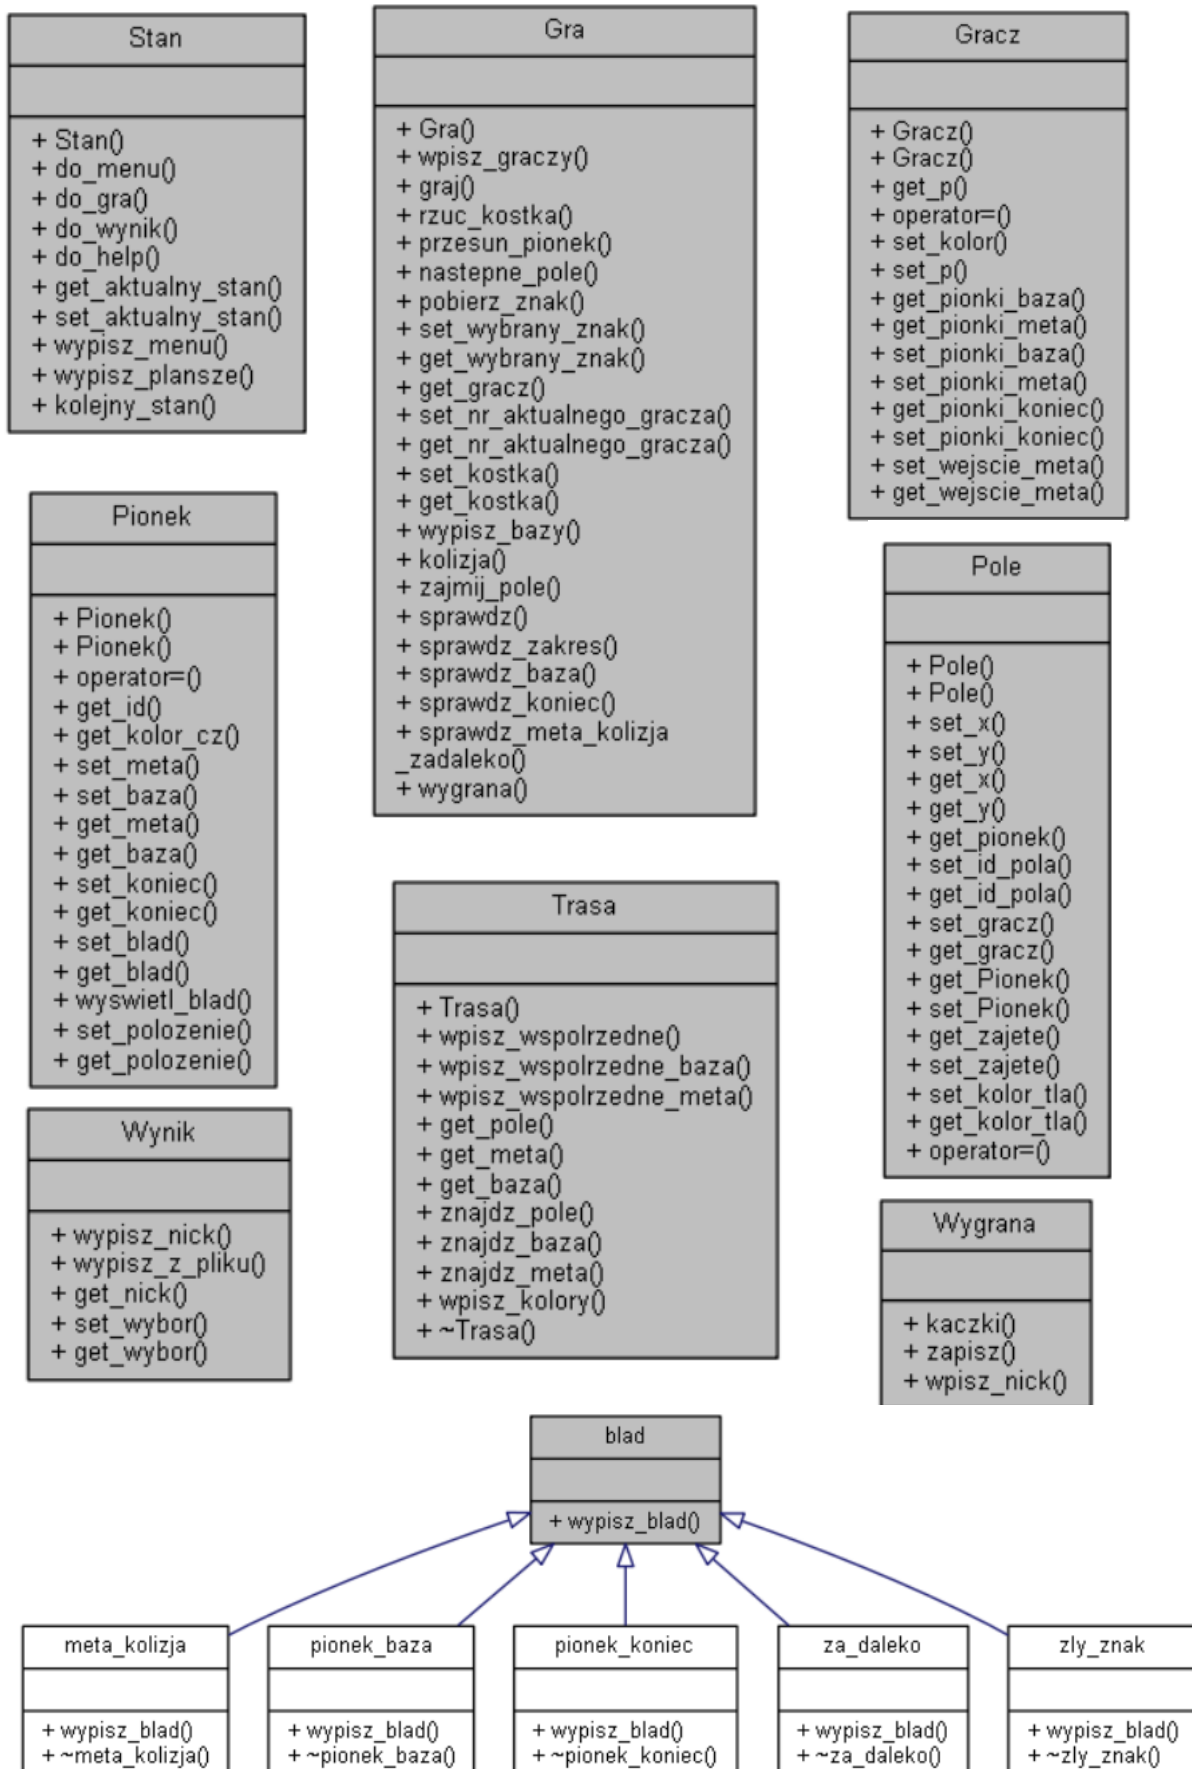 Stan
+ Stan()
+ do_menu()
+ do_gra()
+ do_wynik()
+ do_help()
+ get_aktualny_stan()
+ set_aktualny_stan()
+ wypisz_menu()
+ wypisz_plansze()
+ kolejny_stan()
Gra
+ Gra()
+ wpisz_graczy()
+ graj()
+ rzuc_kostka()
+ przesun_pionek()
+ nastepne_pole()
+ pobierz_znak()
+ set_wybrany_znak()
+ get_wybrany_znak()
+ get_gracz()
+ set_nr_aktualnego_gracza()
+ get_nr_aktualnego_gracza()
+ set_kostka()
+ get_kostka()
+ wypisz_bazy()
+ kolizja()
+ zajmij_pole()
+ sprawdz()
+ sprawdz_zakres()
+ sprawdz_baza()
+ sprawdz_koniec()
+ sprawdz_meta_kolizja
_zadaleko()
+ wygrana()
Gracz
+ Gracz()
+ Gracz()
+ get_p()
+ operator=()
+ set_kolor()
+ set_p()
+ get_pionki_baza()
+ get_pionki_meta()
+ set_pionki_baza()
+ set_pionki_meta()
+ get_pionki_koniec()
+ set_pionki_koniec()
+ set_wejscie_meta()
+ get_wejscie_meta()
Pionek
+ Pionek()
+ Pionek()
+ operator=()
+ get_id()
+ get_kolor_cz()
+ set_meta()
+ set_baza()
+ get_meta()
+ get_baza()
+ set_koniec()
+ get_koniec()
+ set_blad()
+ get_blad()
+ wyswietl_blad()
+ set_polozenie()
+ get_polozenie()
Pole
+ Pole()
+ Pole()
+ set_x()
+ set_y()
+ get_x()
+ get_y()
+ get_pionek()
+ set_id_pola()
+ get_id_pola()
+ set_gracz()
+ get_gracz()
+ get_Pionek()
+ set_Pionek()
+ get_zajete()
+ set_zajete()
+ set_kolor_tla()
+ get_kolor_tla()
+ operator=()
Trasa
+ Trasa()
+ wpisz_wspolrzedne()
+ wpisz_wspolrzedne_baza()
+ wpisz_wspolrzedne_meta()
+ get_pole()
+ get_meta()
+ get_baza()
+ znajdz_pole()
+ znajdz_baza()
+ znajdz_meta()
+ wpisz_kolory()
+ ~Trasa()
Wynik
+ wypisz_nick()
+ wypisz_z_pliku()
+ get_nick()
+ set_wybor()
+ get_wybor()
Wygrana
+ kaczki()
+ zapisz()
+ wpisz_nick()
blad
+ wypisz_blad()
meta_kolizja
+ wypisz_blad()
+ ~meta_kolizja()
pionek_baza
+ wypisz_blad()
+ ~pionek_baza()
pionek_koniec
+ wypisz_blad()
+ ~pionek_koniec()
za_daleko
+ wypisz_blad()
+ ~za_daleko()
zly_znak
+ wypisz_blad()
+ ~zly_znak()